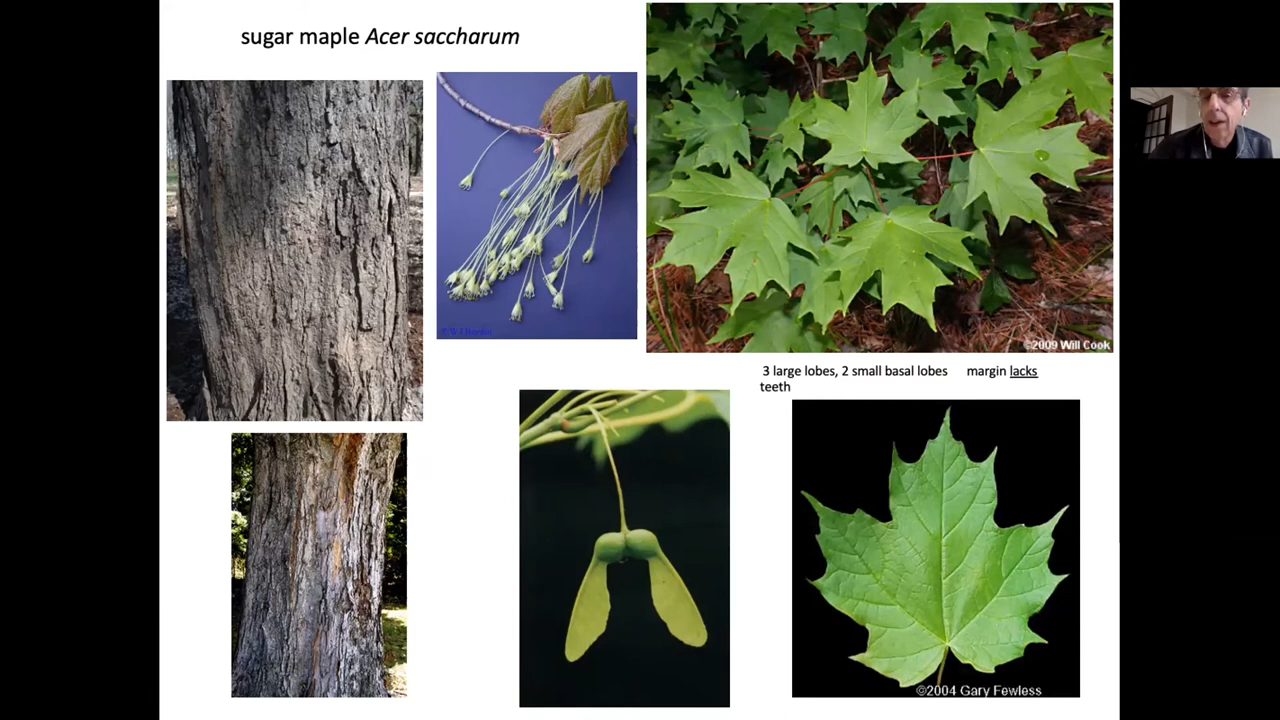 sugar maple Acer saccharum
©2009 Will Cook
3 large lobes, 2 small basal lobes margin lacks
teeth
©2004 Gary Fewless